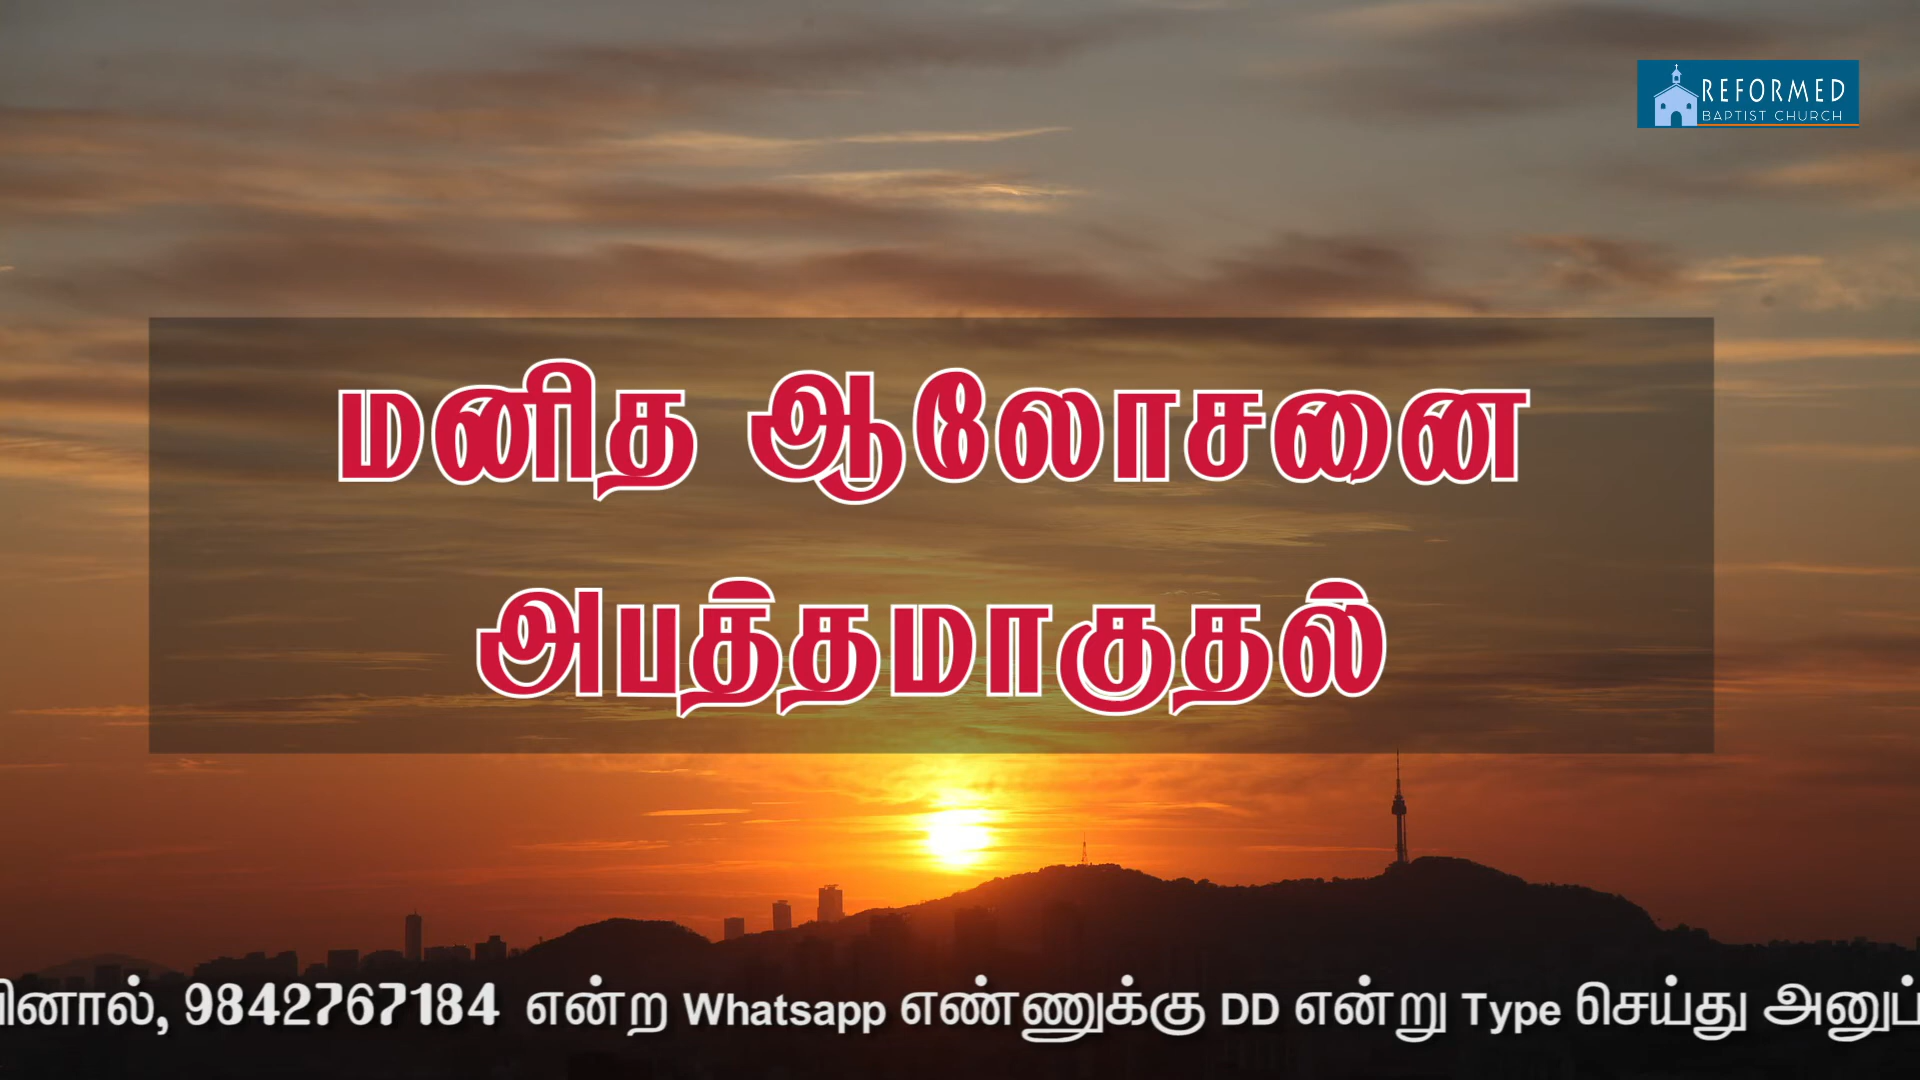 REFORMED
BAPTIST CHURCH
மனித ஆலோசனை
அபத்தமாகுதல்
9842767184 என்ற Whatsapp எண்ணுக்கு DD என்று Type செய்து